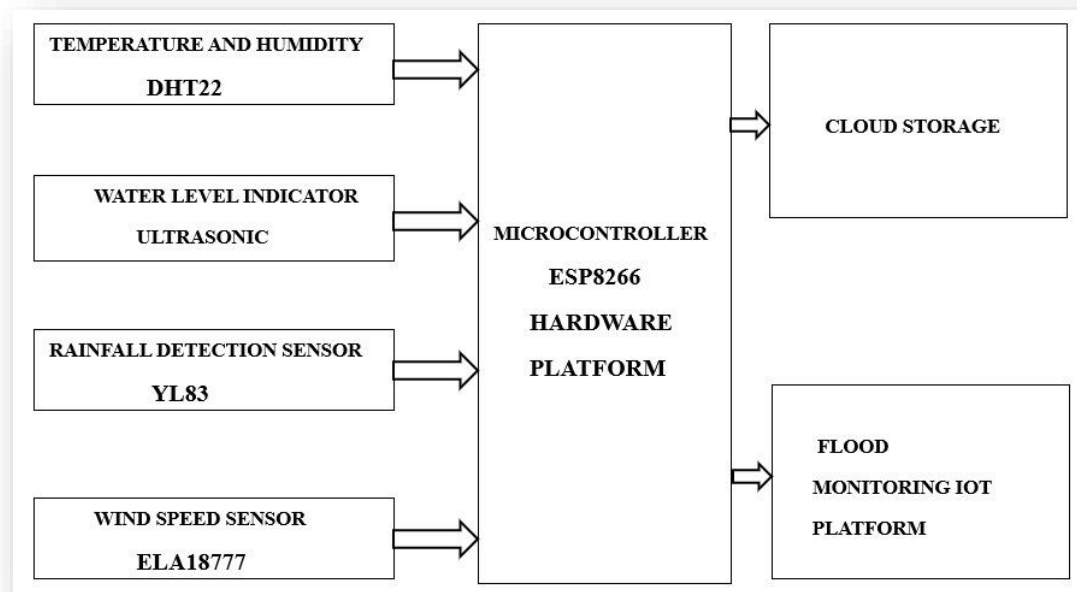 TEMPERATURE AND HUMIDITY
DHT22
WATER LEVEL INDICATOR
ULTRASONIC
RAINFALL DETECTION SENSOR
YL83
WIND SPEED SENSOR
ELA18777
MICROCONTROLLER
ESP8266
HARDWARE
PLATFORM
CLOUD STORAGE
FLOOD
MONITORING IOT
PLATFORM